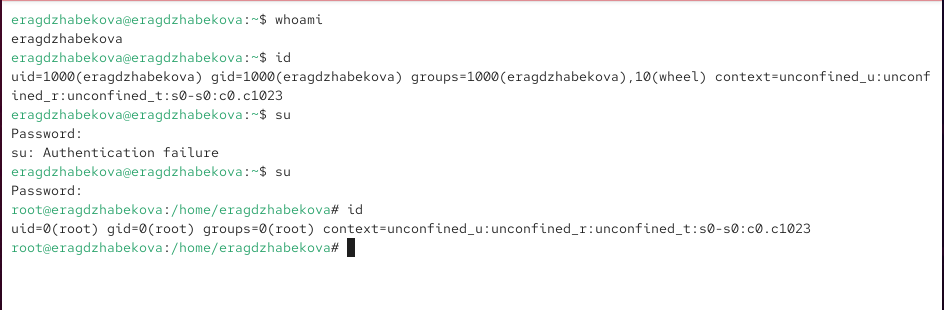 eragdzhabekova@eragdzhabekova:~$ whoami
eragdzhabekova
eragdzhabekova@eragdzhabekova:~$ id
uid=1000(eragdzhabekova) gid=1000(eragdzhabekova) groups=1000(eragdzhabekova),10(wheel) context=unconfined_u:unconf
ined_r:unconfined_t:s0-s0:c0.c1023
eragdzhabekova@eragdzhabekova:~$ su
Password:
su: Authentication failure
eragdzhabekova@eragdzhabekova:~$ su
Password:
root@eragdzhabekova:/home/eragdzhabekova# id
uid=0(root) gid=0(root) groups=0(root) context=unconfined_u:unconfined_r:unconfined_t:s0-s0:c0.c1023
root@eragdzhabekova:/home/eragdzhabekova#